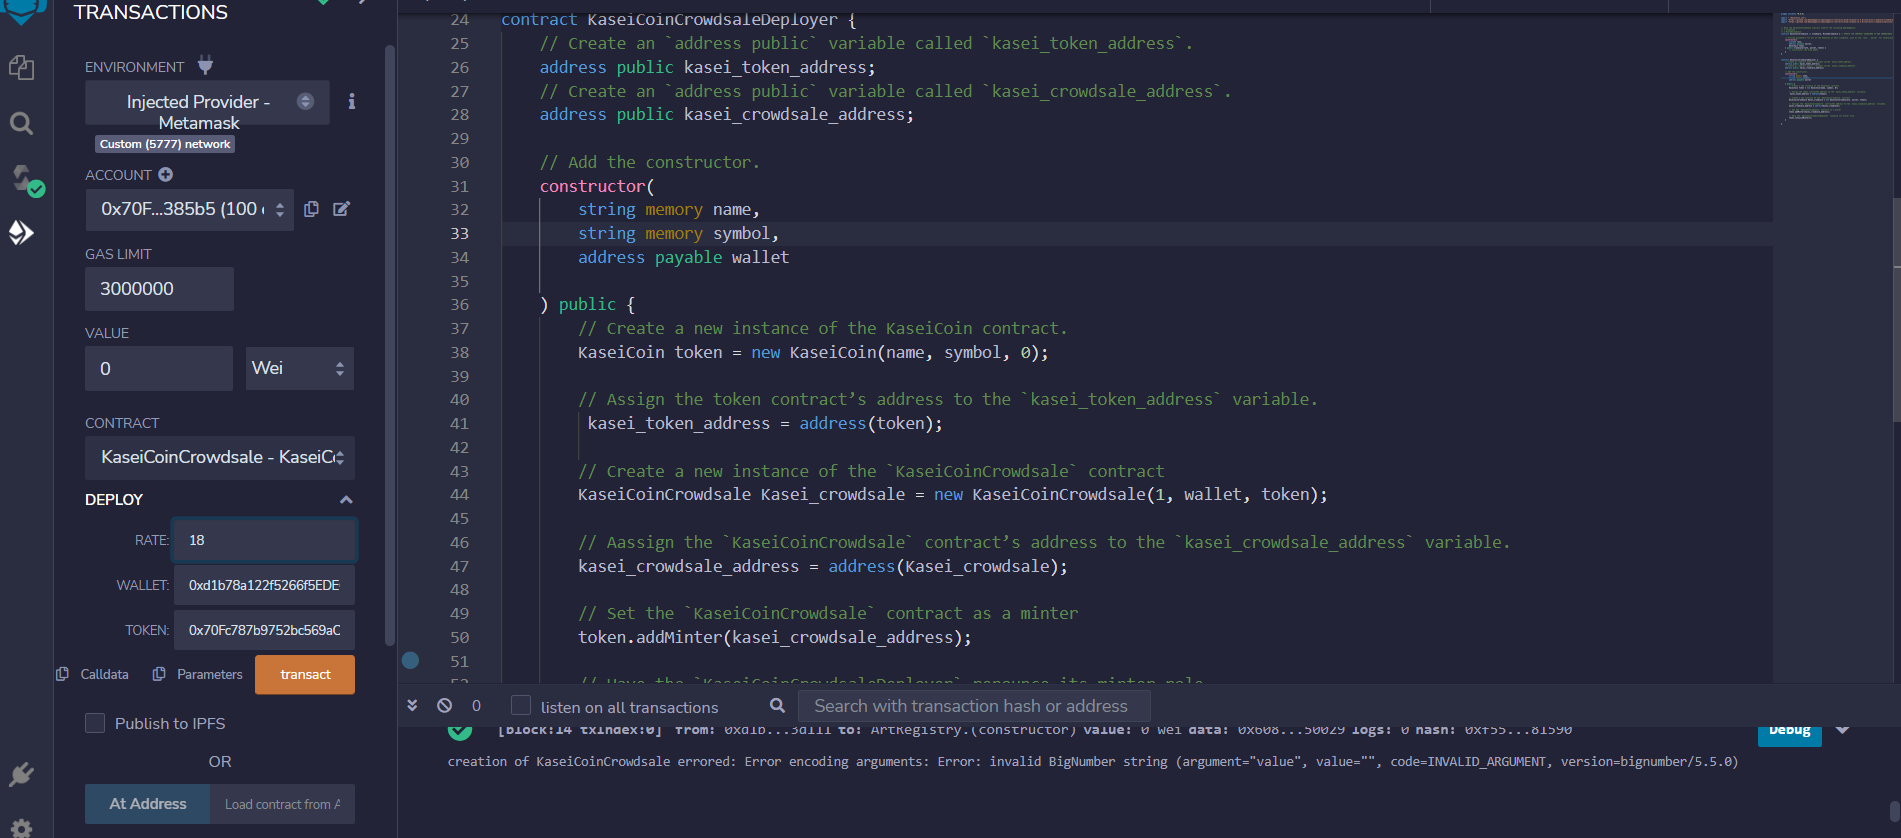 TRANSACTIONS
ENVIRONMENT
Injected Provider -
Metamask
Custom (5777) network
ACCOUNT
0x70F...385b5 (100
GAS LIMIT
3000000
VALUE
0
Wei
CONTRACT
KaseiCoinCrowdsale - KaseiC
DEPLOY
RATE:
18
WALLET:
0xd1b78a122f5266f5EDE
TOKEN:
0x70Fc787b9752bc569aC
Calldata
Parameters
transact
Publish to IPFS
OR
At Address
Load contract from A
24 contract KaseiCoinCrowdsaleDeployer {
25 // Create an `address public` variable called `kasei_token_address`.
26 address public kasei_token_address;
27 // Create an `address public` variable called `kasei_crowdsale_address`.
28 address public kasei_crowdsale_address;
29
30 // Add the constructor.
31 constructor(
32 string memory name,
33 string memory symbol,
34 address payable wallet
35
36 ) public {
37 // Create a new instance of the KaseiCoin contract.
38 KaseiCoin token = new KaseiCoin(name, symbol, 0);
39
40 // Assign the token contract’s address to the `kasei_token_address` variable.
41 kasei_token_address = address(token);
42
43 // Create a new instance of the `KaseiCoinCrowdsale` contract
44 KaseiCoinCrowdsale Kasei_crowdsale = new KaseiCoinCrowdsale(1, wallet, token);
45
46 // Aassign the `KaseiCoinCrowdsale` contract’s address to the `kasei_crowdsale_address` variable.
47 kasei_crowdsale_address = address(Kasei_crowdsale);
48
49 // Set the `KaseiCoinCrowdsale` contract as a minter
50 token.addMinter(kasei_crowdsale_address);
51
52 // Have the `KaseiCoinCrowdsaleDeployer` renounce its minter role
0
listen on all transactions
Search with transaction hash or address
[block:14 txIndex:0] from: 0xd1b...3d111 to: ArtRegistry.(constructor) value: 0 wei data: 0x608...50029 logs: 0 hash: 0xf55...81590
Debug
creation of KaseiCoinCrowdsale errored: Error encoding arguments: Error: invalid BigNumber string (argument="value", value="", code=INVALID_ARGUMENT, version=bignumber/5.5.0)